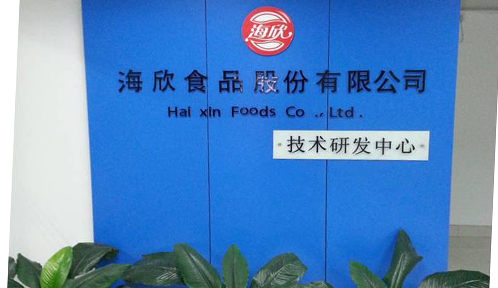 海欣
海欣食品股份有限公司
Hai xin Foods Co .,Ltd.
技术研发中心